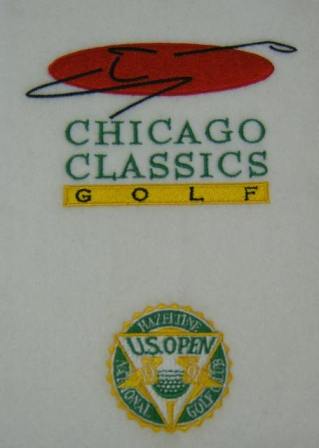 CHICAGO
CLASSICS
GOLF
HAZELTINE
U.S. OPEN
NATIONAL
GOLF CLUB